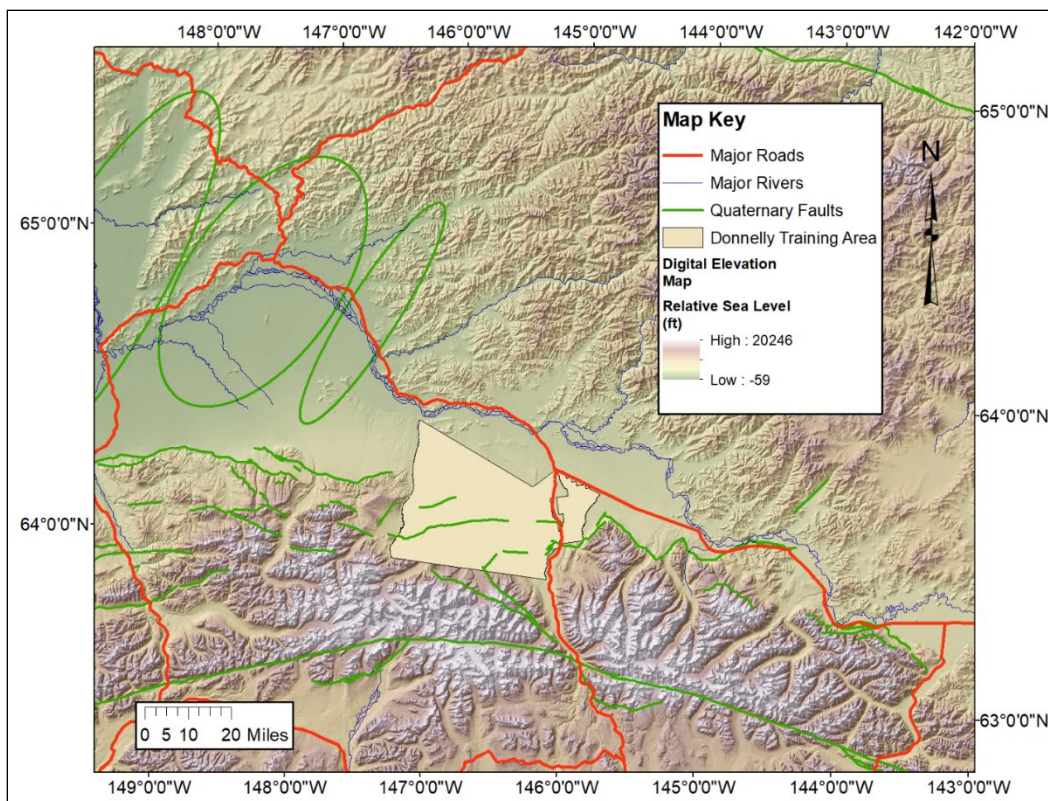 148°0'0"W 147°0'0"W 146°0'0"W 145°0'0"W 144°0'0"W 143°0'0"W 142°0'0"W
Map Key
Major Roads
Major Rivers
Quaternary Faults
Donnelly Training Area
Digital Elevation
Map
Relative Sea Level
(ft)
High : 20246
Low : -59
N
65°0'0"N
65°0'0"N
64°0'0"N
64°0'0"N
63°0'0"N
0 5 10 20 Miles
149°0'0"W 148°0'0"W 147°0'0"W 146°0'0"W 145°0'0"W 144°0'0"W 143°0'0"W